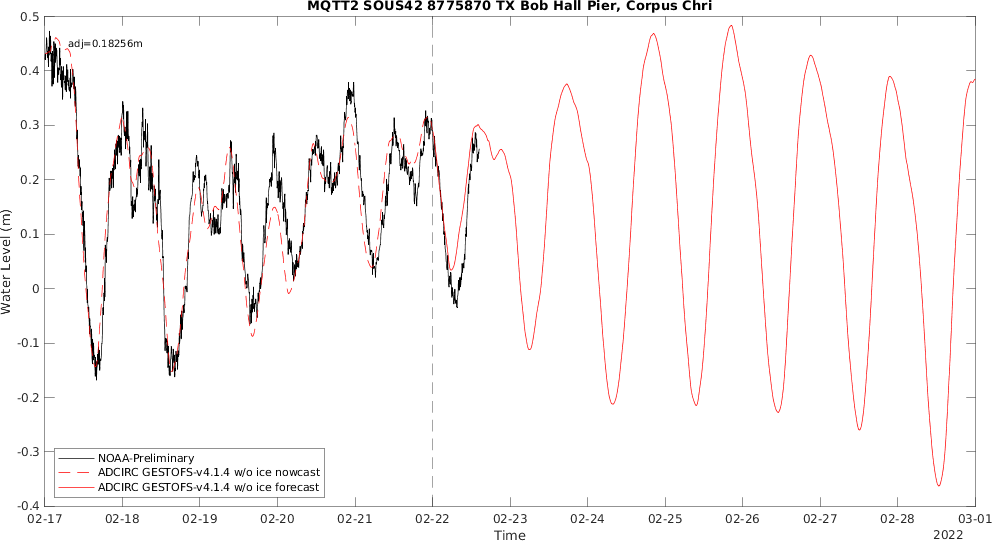 MQTT2 SOUS42 8775870 TX Bob Hall Pier, Corpus Chri
adj=0.18256m
0.5
0.4
0.3
0.2
0.1
0
-0.1
-0.2
-0.3
-0.4
Water Level (m)
NOAA-Preliminary
ADCIRC GESTOFS-v4.1.4 w/o ice nowcast
ADCIRC GESTOFS-v4.1.4 w/o ice forecast
02-17 02-18 02-19 02-20 02-21 02-22 02-23 02-24 02-25 02-26 02-27 02-28 03-01
Time
2022